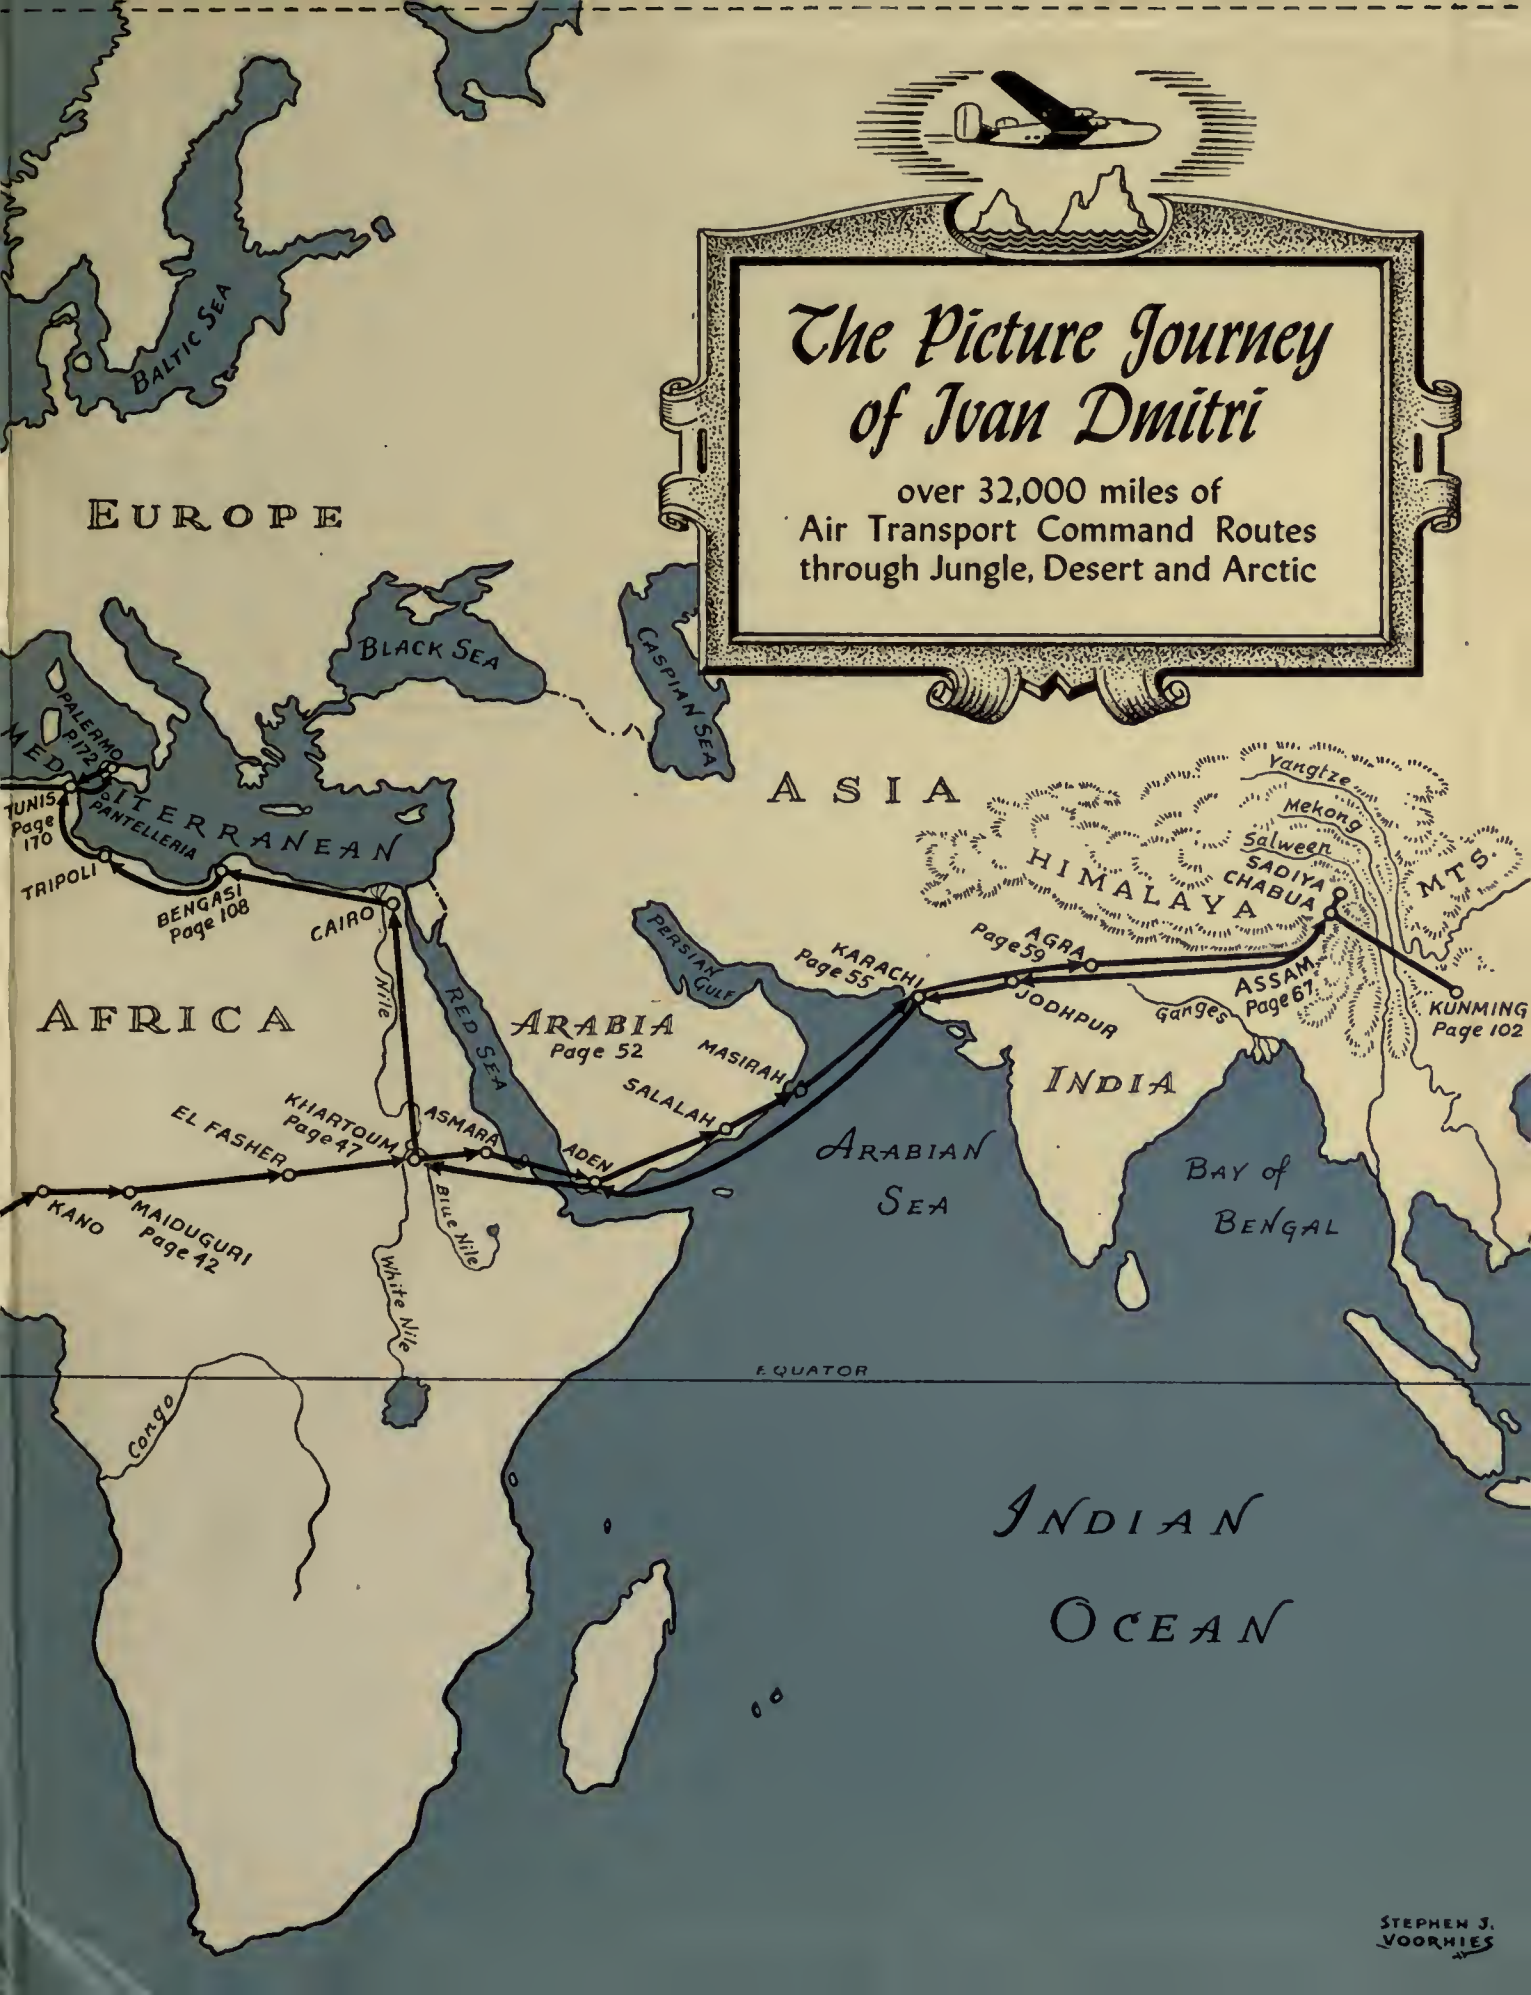 The Picture Journey
of Ivan Dmitri
over 32,000 miles of
Air Transport Command Routes
through Jungle, Desert and Arctic
BALTIC SEA
EUROPE
BLACK SEA
CASPIAN SEA
PALERMO
P.172
MEDITERRANEAN
TUNIS
Page
170
PANTELLERIA
TRIPOLI
BENGASI
Page 108
CAIRO
ASIA
Yangtze
Mekong
Salween
SADIYA
CHABUA
HIMALAYA MTS.
PERSIAN
GULF
KARACHI
Page 55
AGRA
Page 59
JODHPUR
ASSAM
Page 67
Ganges
KUNMING
Page 102
AFRICA
Nile
RED SEA
ARABIA
Page 52
MASIRAH
SALALAH
INDIA
KHARTOUM
Page 47
ASMARA
EL FASHER
ADEN
ARABIAN
SEA
BAY of
BENGAL
KANO
MAIDUGURI
Page 42
Blue Nile
White Nile
EQUATOR
Congo
INDIAN
OCEAN
STEPHEN J.
VOORHIES